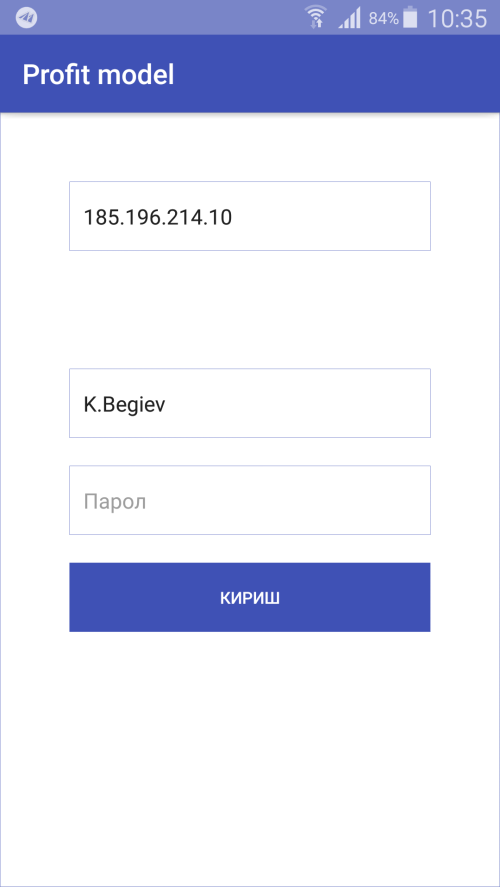 84% 10:35
Profit model
185.196.214.10
K.Begiev
Парол
КИРИШ